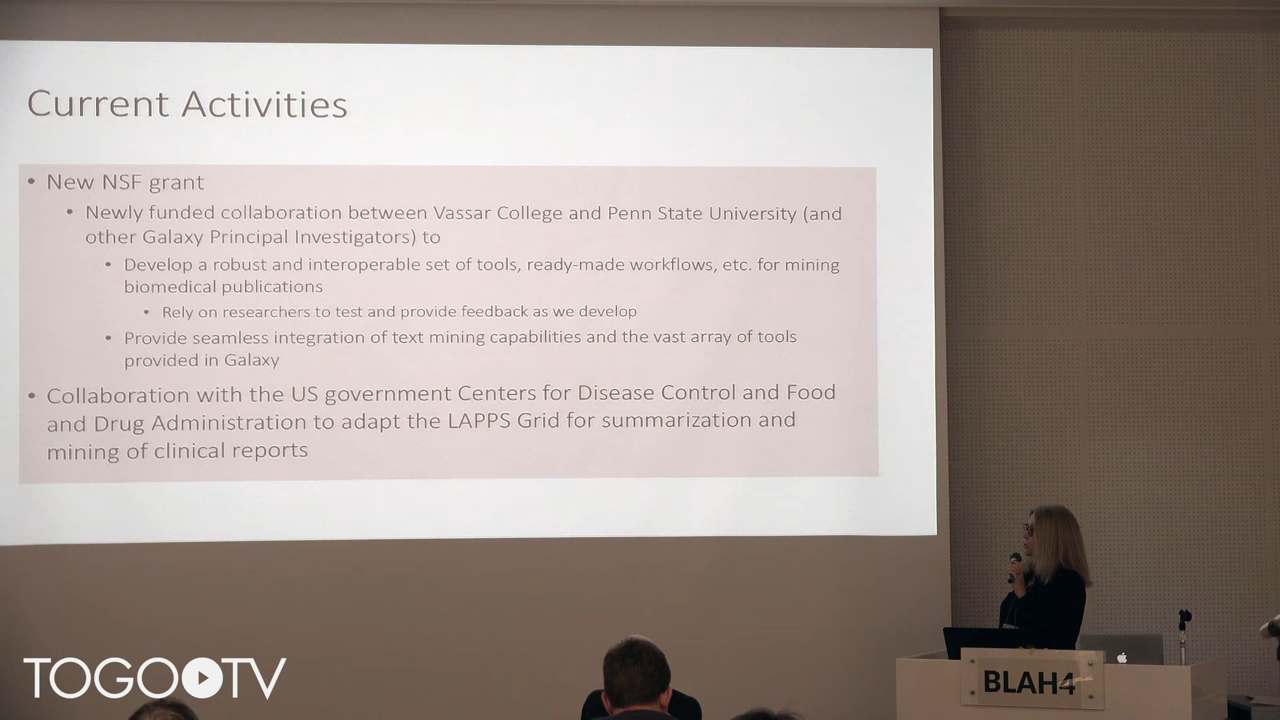 Current Activities
• New NSF grant
• Newly funded collaboration between Vassar College and Penn State University (and
other Galaxy Principal Investigators) to
• Develop a robust and interoperable set of tools, ready-made workflows, etc. for mining
biomedical publications
• Rely on researchers to test and provide feedback as we develop
• Provide seamless integration of text mining capabilities and the vast array of tools
provided in Galaxy
• Collaboration with the US government Centers for Disease Control and Food
and Drug Administration to adapt the LAPPS Grid for summarization and
mining of clinical reports
BLAH4
TOGOTV